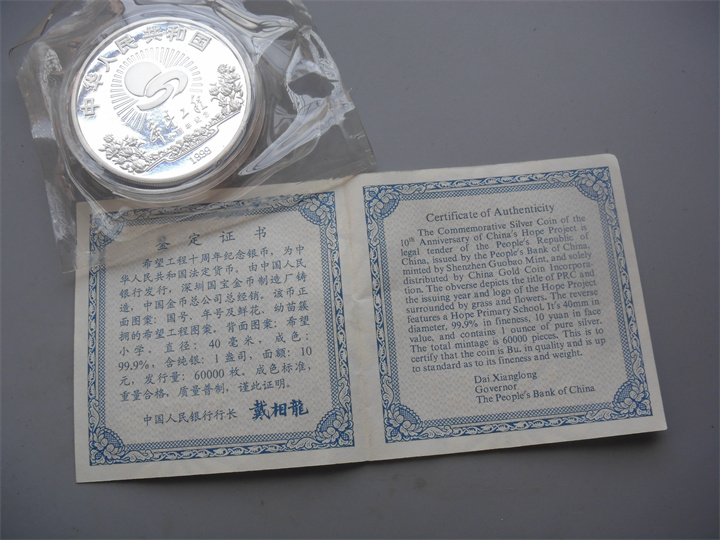 中华人民共和国
希望工程
1999
鉴定证书
希望工程十周年纪念银币，为中
华人民共和国法定货币，由中国人民
银行发行，深圳国宝金币制造厂铸
造，中国金币总公司总经销，该币正
面图案：国号、年号及鲜花、幼苗簇
拥的希望工程图案，背面图案：希望
小学。直径：40毫米，成色：
99.9%，含纯银：1盎司，面额：10
元，发行量：60000枚。成色标准，
重量合格，质量普制，谨此证明。
中国人民银行行长 戴相龍
Certificate of Authenticity
The Commemorative Silver Coin of the
10th Anniversary of China's Hope Project is
legal tender of the People's Republic of
China, issued by the People's Bank of China,
minted by Shenzhen Guobao Mint, and solely
distributed by China Gold Coin Incorpora-
tion. The obverse depicts the title of PRC and
the issuing year and logo of the Hope Project
surrounded by grass and flowers. The reverse
features a Hope Primary School. It's 40mm in
diameter, 99.9% in fineness, 10 yuan in face
value, and contains 1 ounce of pure silver.
The total mintage is 60000 pieces. This is to
certify that the coin is Bu. in quality and is up
to standard as to its fineness and weight.
Dai Xianglong
Governor
The People's Bank of China